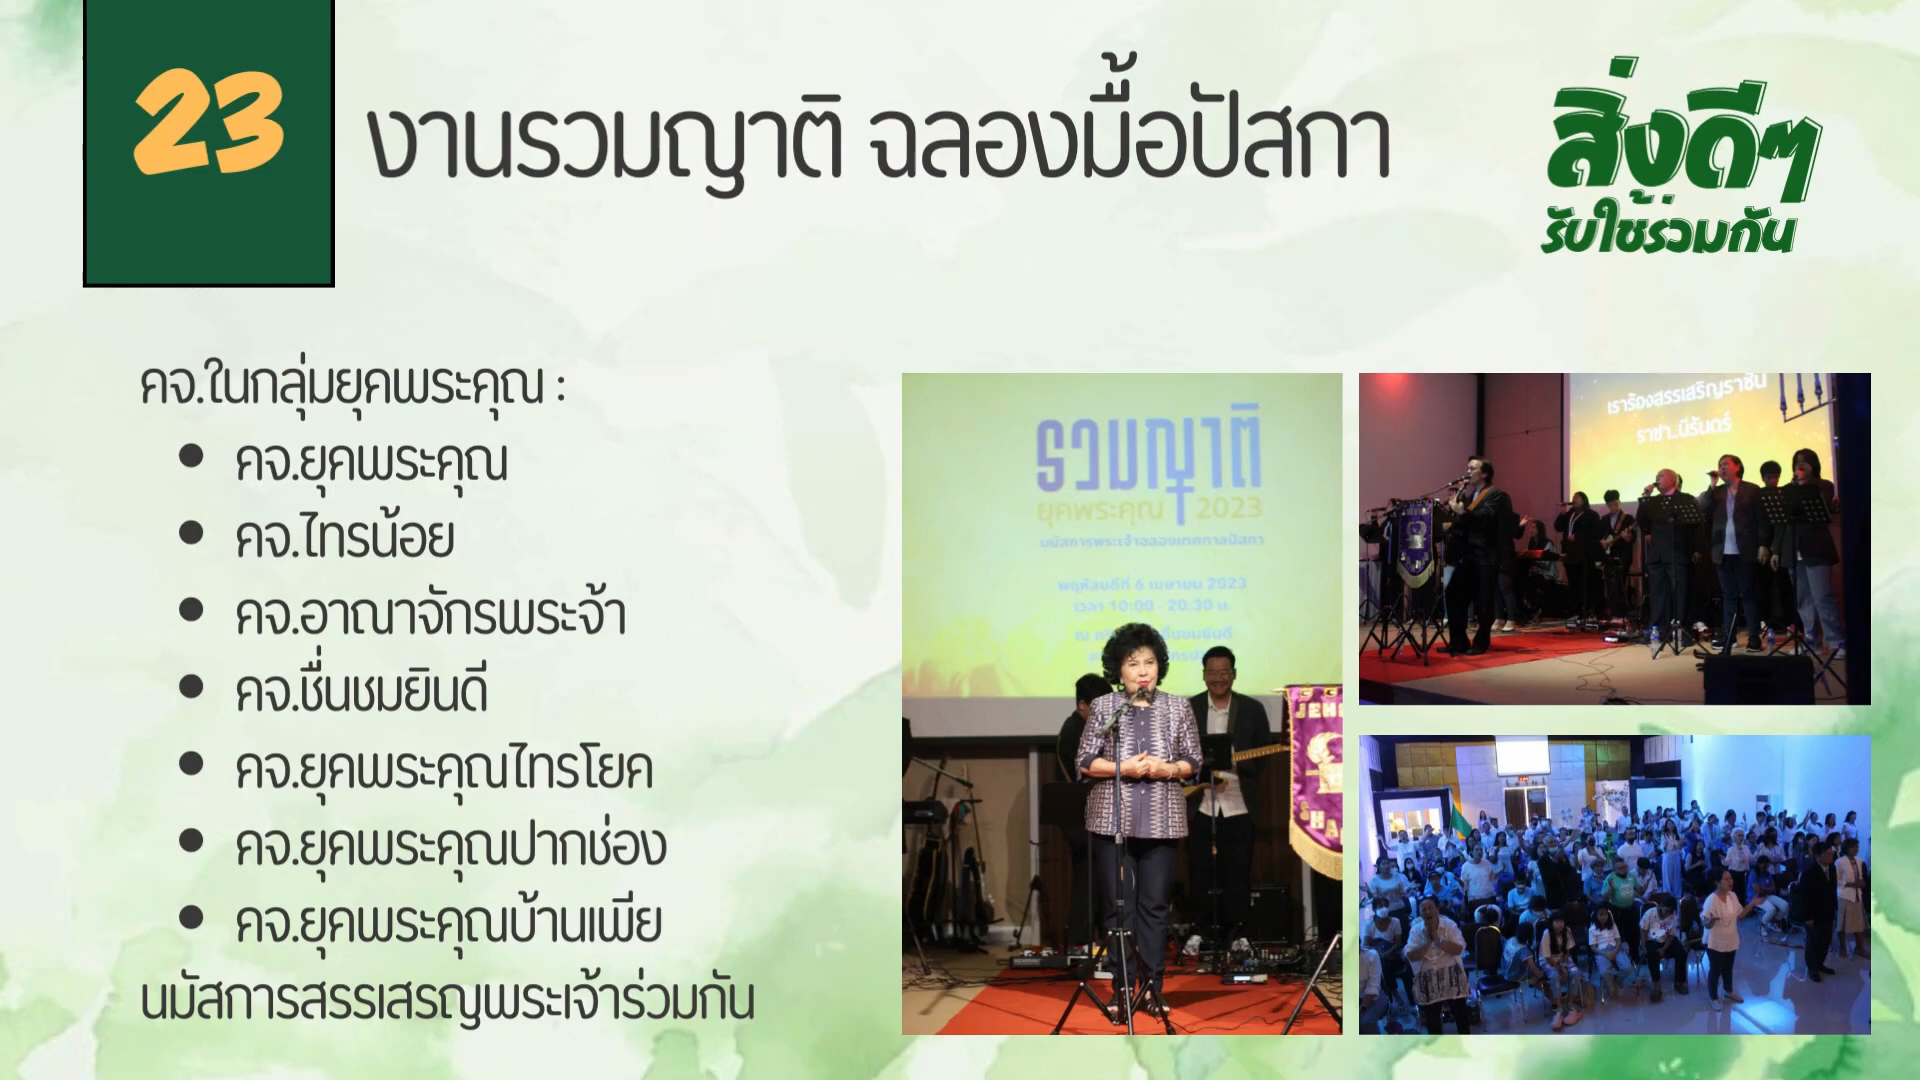 23
งานรวมญาติ ฉลองมื้อปัสกา
สิ่งดีๆ
รับใช้ร่วมกัน
คจ.ในกลุ่มยุคพระคุณ :
• คจ.ยุคพระคุณ
• คจ.ไทรน้อย
• คจ.อาณาจักรพระจ้า
• คจ.ชื่นชมยินดี
• คจ.ยุคพระคุณไทรโยค
• คจ.ยุคพระคุณปากช่อง
• คจ.ยุคพระคุณบ้านเพีย
นมัสการสรรเสรญพระเจ้าร่วมกัน
รวมญาติ
ยุคพระคุณ 2023
นมัสการพระเจ้าฉลองเทศกาลปัสกา
พฤหัสบดีที่ 6 เมษายน 2023
เวลา 10:00 - 20:30 น.
ณ
เราร้องสรรเสริญราชัน
ราชา..นิรันดร์